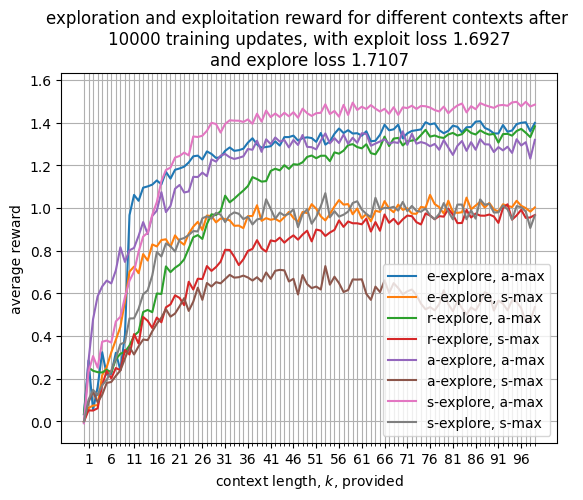 exploration and exploitation reward for different contexts after
10000 training updates, with exploit loss 1.6927
and explore loss 1.7107
1.6
1.4
1.2
1.0
0.8
0.6
0.4
0.2
0.0
average reward
e-explore, a-max
e-explore, s-max
r-explore, a-max
r-explore, s-max
a-explore, a-max
a-explore, s-max
s-explore, a-max
s-explore, s-max
1 6 11 16 21 26 31 36 41 46 51 56 61 66 71 76 81 86 91 96
context length, k, provided